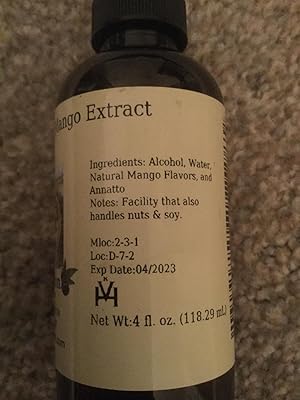 Mango Extract
Ingredients: Alcohol, Water,
Natural Mango Flavors, and
Annatto
Notes: Facility that also
handles nuts & soy.
Mloc:2-3-1
Loc:D-7-2
Exp Date:04/2023
K
Net Wt:4 fl. oz. (118.29 mL)